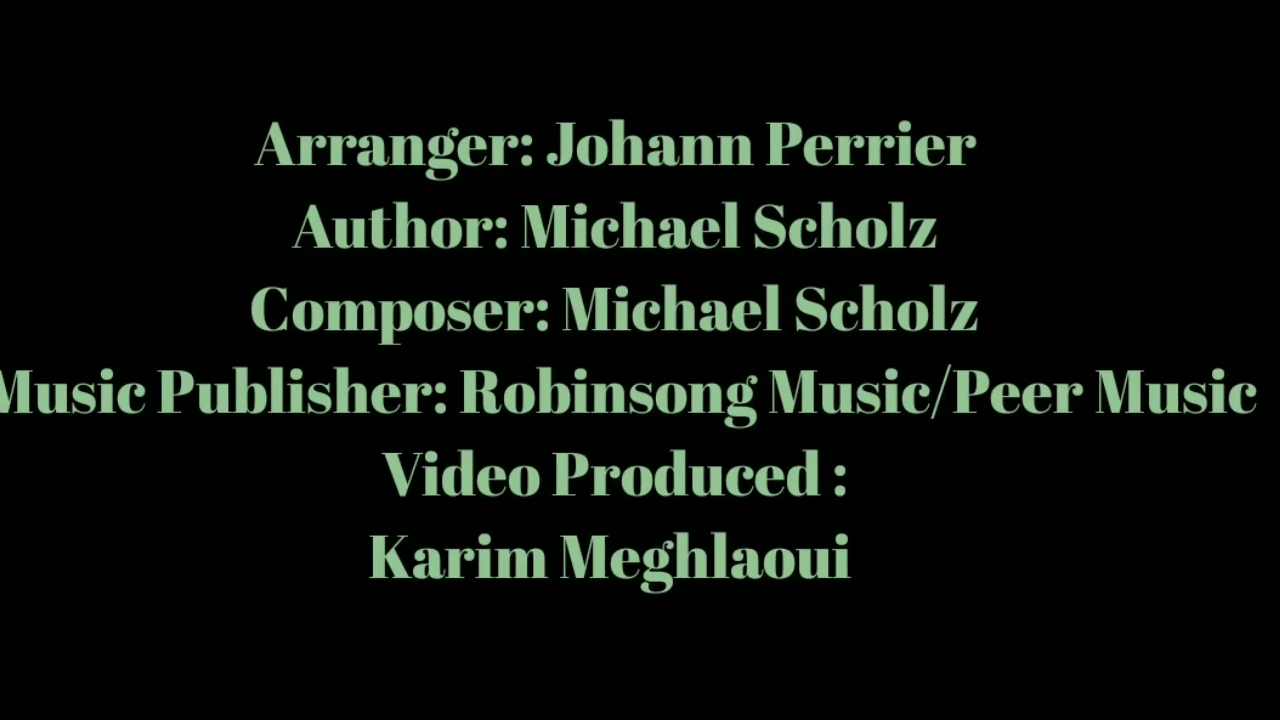 Arranger: Johann Perrier
Author: Michael Scholz
Composer: Michael Scholz
Music Publisher: Robinsong Music/Peer Music
Video Produced :
Karim Meghlaoui